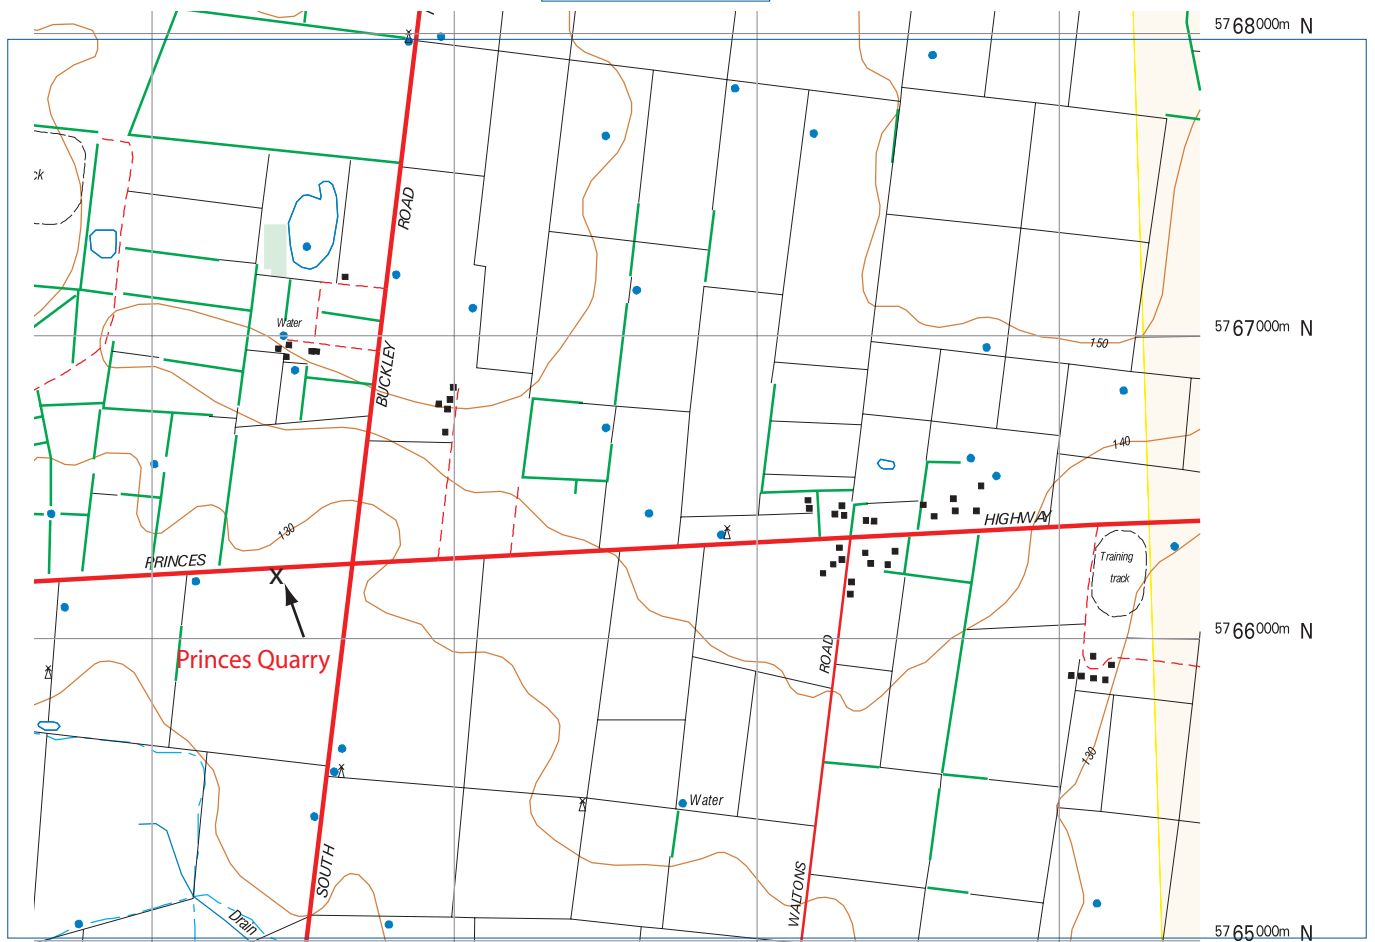 5768000m N
ck
ROAD
Water
5767000m N
150
BUCKLEY
140
130
HIGHWAY
PRINCES
Training
track
X
Princes Quarry
5766000m N
ROAD
130
Water
SOUTH
WALTONS
Drain
5765000m N